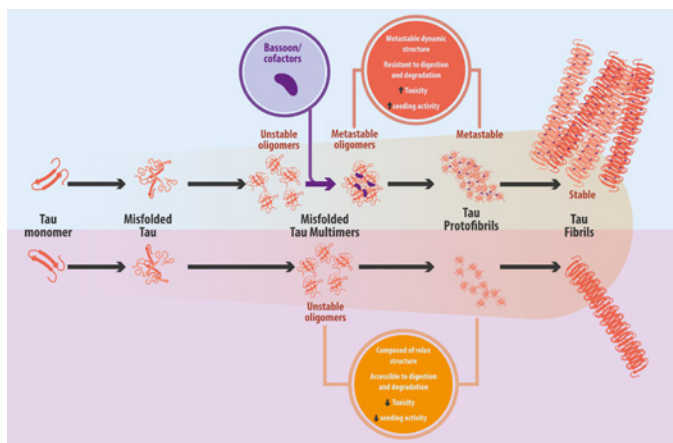 Bassoon/
cofactors
Metastable dynamic
structure
Resistant to digestion
and degradation
Toxicity
seeding activity
Unstable
oligomers
Metastable
oligomers
Metastable
Stable
Tau
monomer
Misfolded
Tau
Misfolded
Tau Multimers
Tau
Protofibrils
Tau
Fibrils
Unstable
oligomers
Composed of relax
structure
Accessible to digestion
and degradation
Toxicity
seeding activity